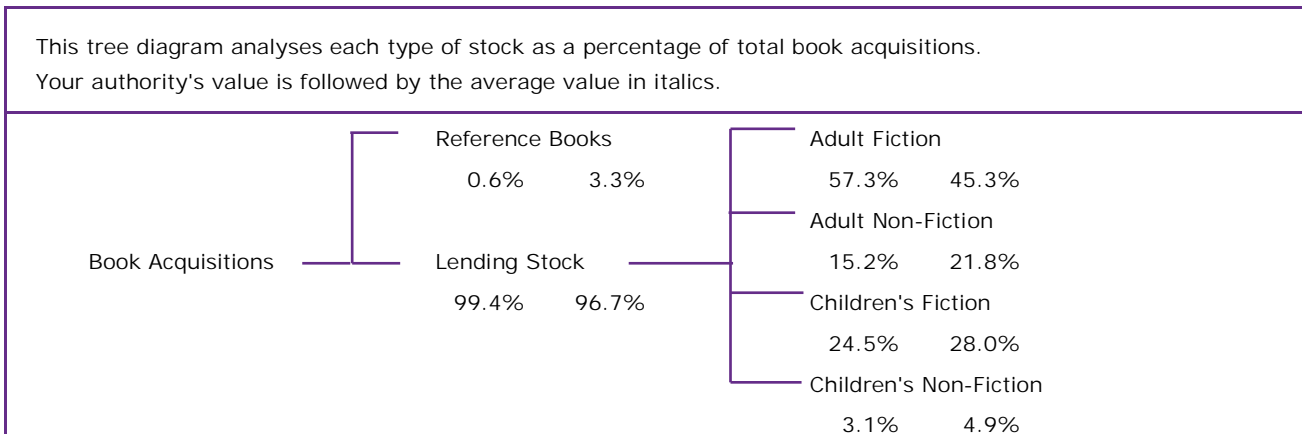 This tree diagram analyses each type of stock as a percentage of total book acquisitions.
Your authority's value is followed by the average value in italics.
Reference Books
0.6% 3.3%
Book Acquisitions
Lending Stock
99.4% 96.7%
Adult Fiction
57.3% 45.3%
Adult Non-Fiction
15.2% 21.8%
Children's Fiction
24.5% 28.0%
Children's Non-Fiction
3.1% 4.9%